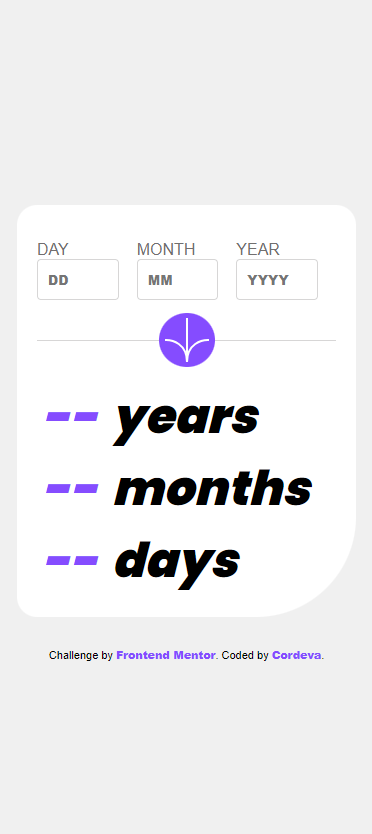 DAY MONTH YEAR
DD MM YYYY
-- years
-- months
-- days
Challenge by Frontend Mentor. Coded by Cordeva.